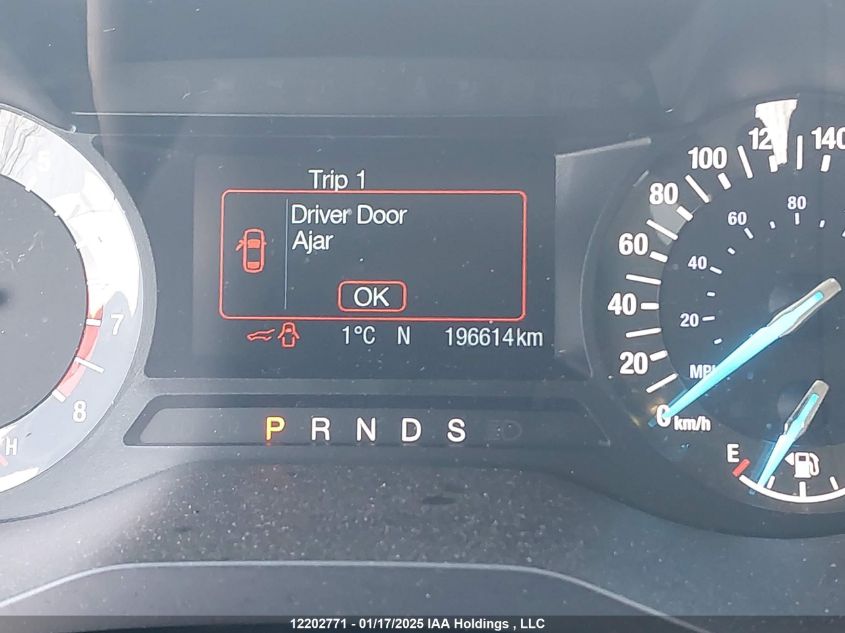 Trip 1
Driver Door
Ajar
OK
1°C N 196614km
P R N D S
5
7
8
H
140
120
100
80
60
40
20
0
km/h
80
60
40
20
MPH
E
12202771 - 01/17/2025 IAA Holdings , LLC